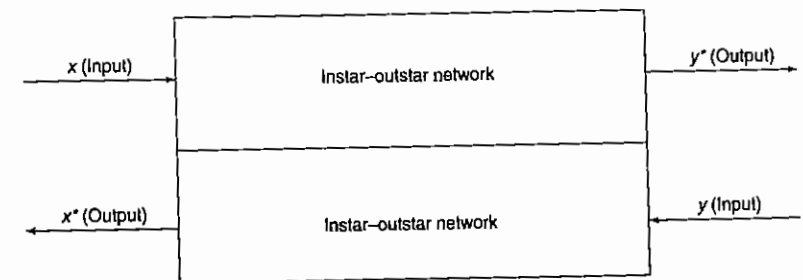 x (Input)
Instar–outstar network
y* (Output)
x* (Output)
Instar–outstar network
y (Input)